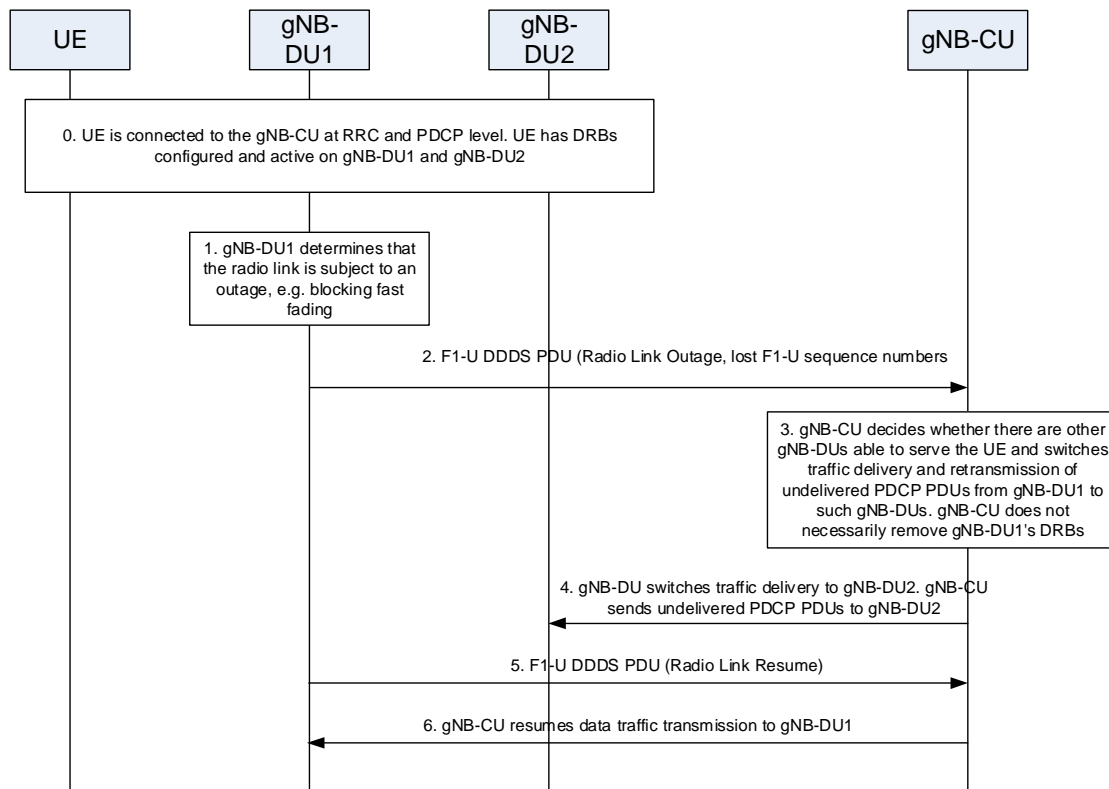 UE
gNB-
DU1
gNB-
DU2
gNB-CU
0. UE is connected to the gNB-CU at RRC and PDCP level. UE has DRBs
configured and active on gNB-DU1 and gNB-DU2
1. gNB-DU1 determines that
the radio link is subject to an
outage, e.g. blocking fast
fading
2. F1-U DDDS PDU (Radio Link Outage, lost F1-U sequence numbers
3. gNB-CU decides whether there are other
gNB-DUs able to serve the UE and switches
traffic delivery and retransmission of
undelivered PDCP PDUs from gNB-DU1 to
such gNB-DUs. gNB-CU does not
necessarily remove gNB-DU1's DRBs
4. gNB-DU switches traffic delivery to gNB-DU2. gNB-CU
sends undelivered PDCP PDUs to gNB-DU2
5. F1-U DDDS PDU (Radio Link Resume)
6. gNB-CU resumes data traffic transmission to gNB-DU1